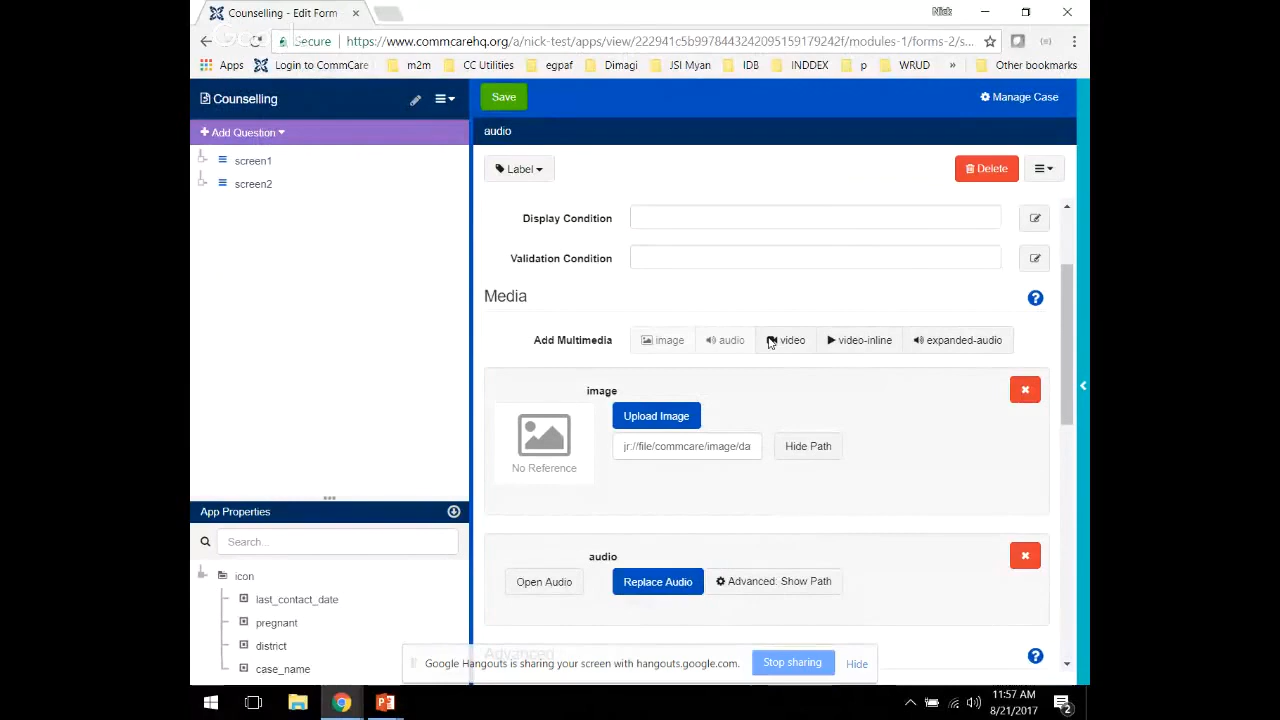 Counselling - Edit Form
Nick
Secure https://www.commcarehq.org/a/nick-test/apps/view/222941c5b9978443242095159179242f/modules-1/forms-2/s...
Apps Login to CommCare m2m CC Utilities egpaf Dimagi JSI Myan IDB INDDEX p WRUD » Other bookmarks
Counselling
Save
Manage Case
Add Question
audio
screen1
screen2
Label
Delete
Display Condition
Validation Condition
Media
Add Multimedia image audio video video-inline expanded-audio
image
Upload Image
jr://file/commcare/image/da Hide Path
No Reference
audio
Open Audio Replace Audio Advanced: Show Path
Advanced
App Properties
Search...
icon
last_contact_date
pregnant
district
case_name
Google Hangouts is sharing your screen with hangouts.google.com. Stop sharing Hide
11:57 AM
8/21/2017
2